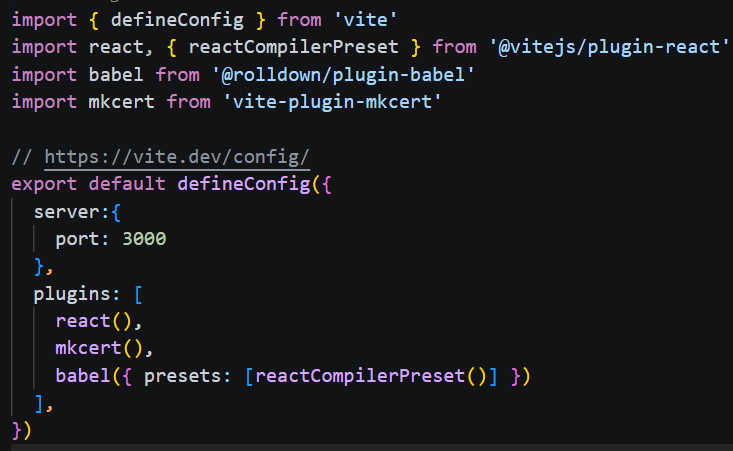 import { defineConfig } from 'vite'
import react, { reactCompilerPreset } from '@vitejs/plugin-react'
import babel from '@rolldown/plugin-babel'
import mkcert from 'vite-plugin-mkcert'

// https://vite.dev/config/
export default defineConfig({
  server:{
    port: 3000
  },
  plugins: [
    react(),
    mkcert(),
    babel({ presets: [reactCompilerPreset()] })
  ],
})